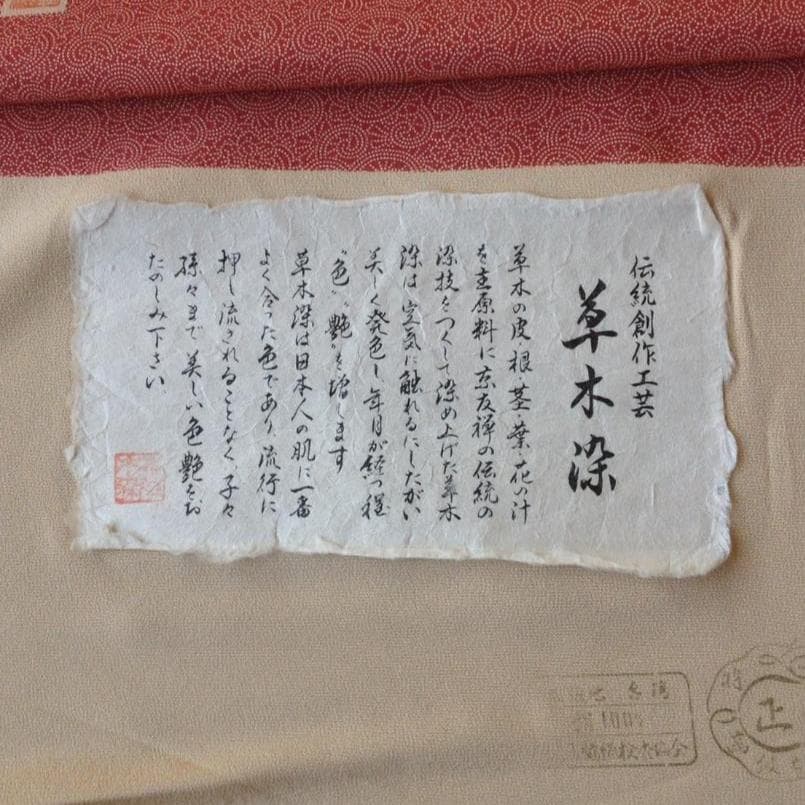 伝統創作工芸
草木染
草木の皮・根・茎・葉・花の汁
を主原料に京友禅の伝統の
染技をつくして染め上げた草木
染は空気に触れるにしたがい
美しく発色し、年月が経つ程
"色"、"艶"を増します
草木染は日本人の肌に一番
よく合った色であり、流行に
押し流されることなく、子々
孫々まで美しい色艶をお
たのしみ下さい
正